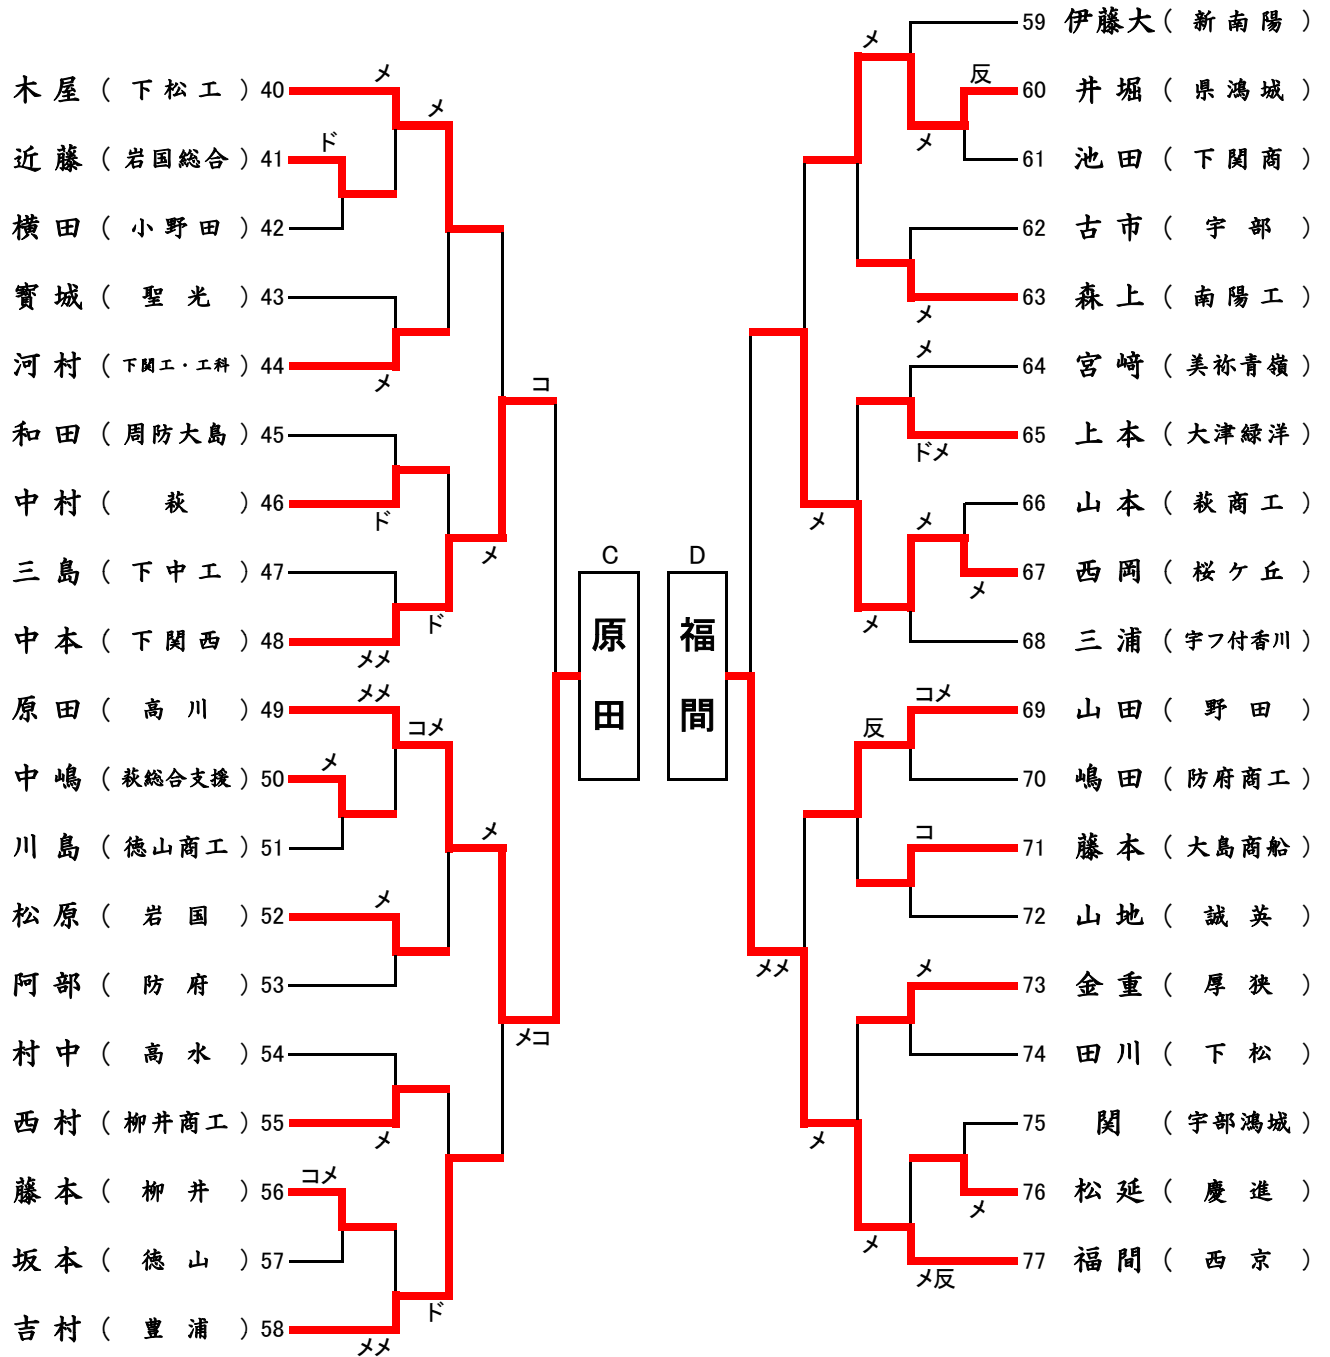 木屋（下松工）40
メ
メ
近藤（岩国総合）41
ド
横田（小野田）42
寳城（聖光）43
河村（下関工・工科）44
メ
コ
和田（周防大島）45
中村（萩）46
ド
メ
三島（下中工）47
ド
中本（下関西）48
メメ
原田（高川）49
メメ
コメ
中嶋（萩総合支援）50
メ
メ
川島（徳山商工）51
松原（岩国）52
メ
阿部（防府）53
メコ
村中（高水）54
西村（柳井商工）55
メ
藤本（柳井）56
コメ
坂本（徳山）57
吉村（豊浦）58
ド
メメ
C
原田
D
福間
59 伊藤大（新南陽）
メ
反
60 井堀（県鴻城）
メ
61 池田（下関商）
62 古市（宇部）
63 森上（南陽工）
メ
メ
64 宮﨑（美祢青嶺）
65 上本（大津緑洋）
ドメ
66 山本（萩商工）
メ
メ
67 西岡（桜ケ丘）
メ
メ
68 三浦（宇フ付香川）
コメ
69 山田（野田）
反
70 嶋田（防府商工）
コ
71 藤本（大島商船）
72 山地（誠英）
メメ
メ
73 金重（厚狭）
74 田川（下松）
75 関（宇部鴻城）
メ
76 松延（慶進）
メ
メ
77 福間（西京）
メ反